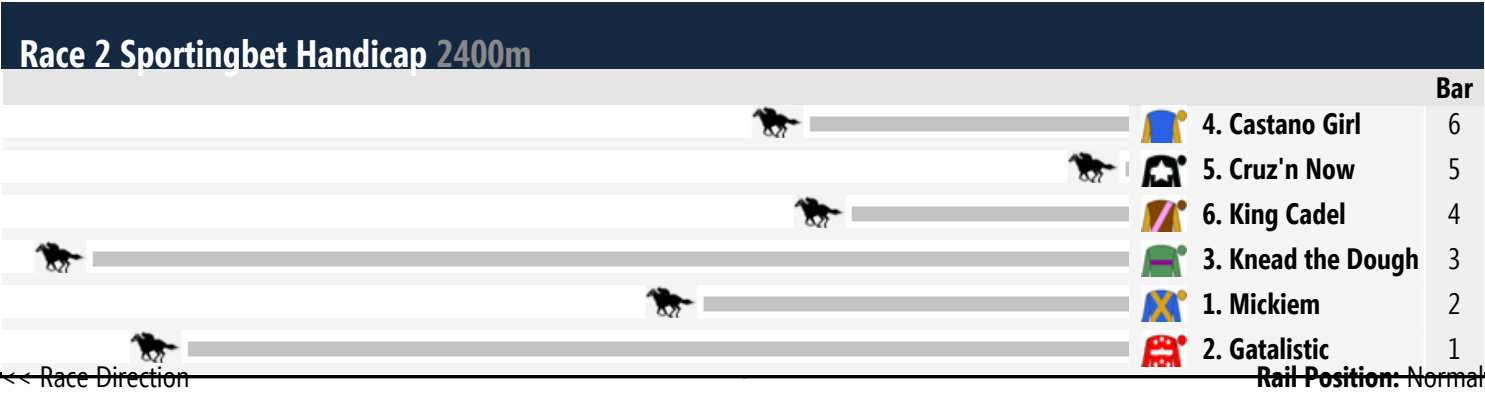 Race 2 Sportingbet Handicap 2400m
Bar
4. Castano Girl 6
5. Cruz'n Now 5
6. King Cadel 4
3. Knead the Dough 3
1. Mickiem 2
2. Gatalistic 1
<< Race Direction Rail Position: Normal